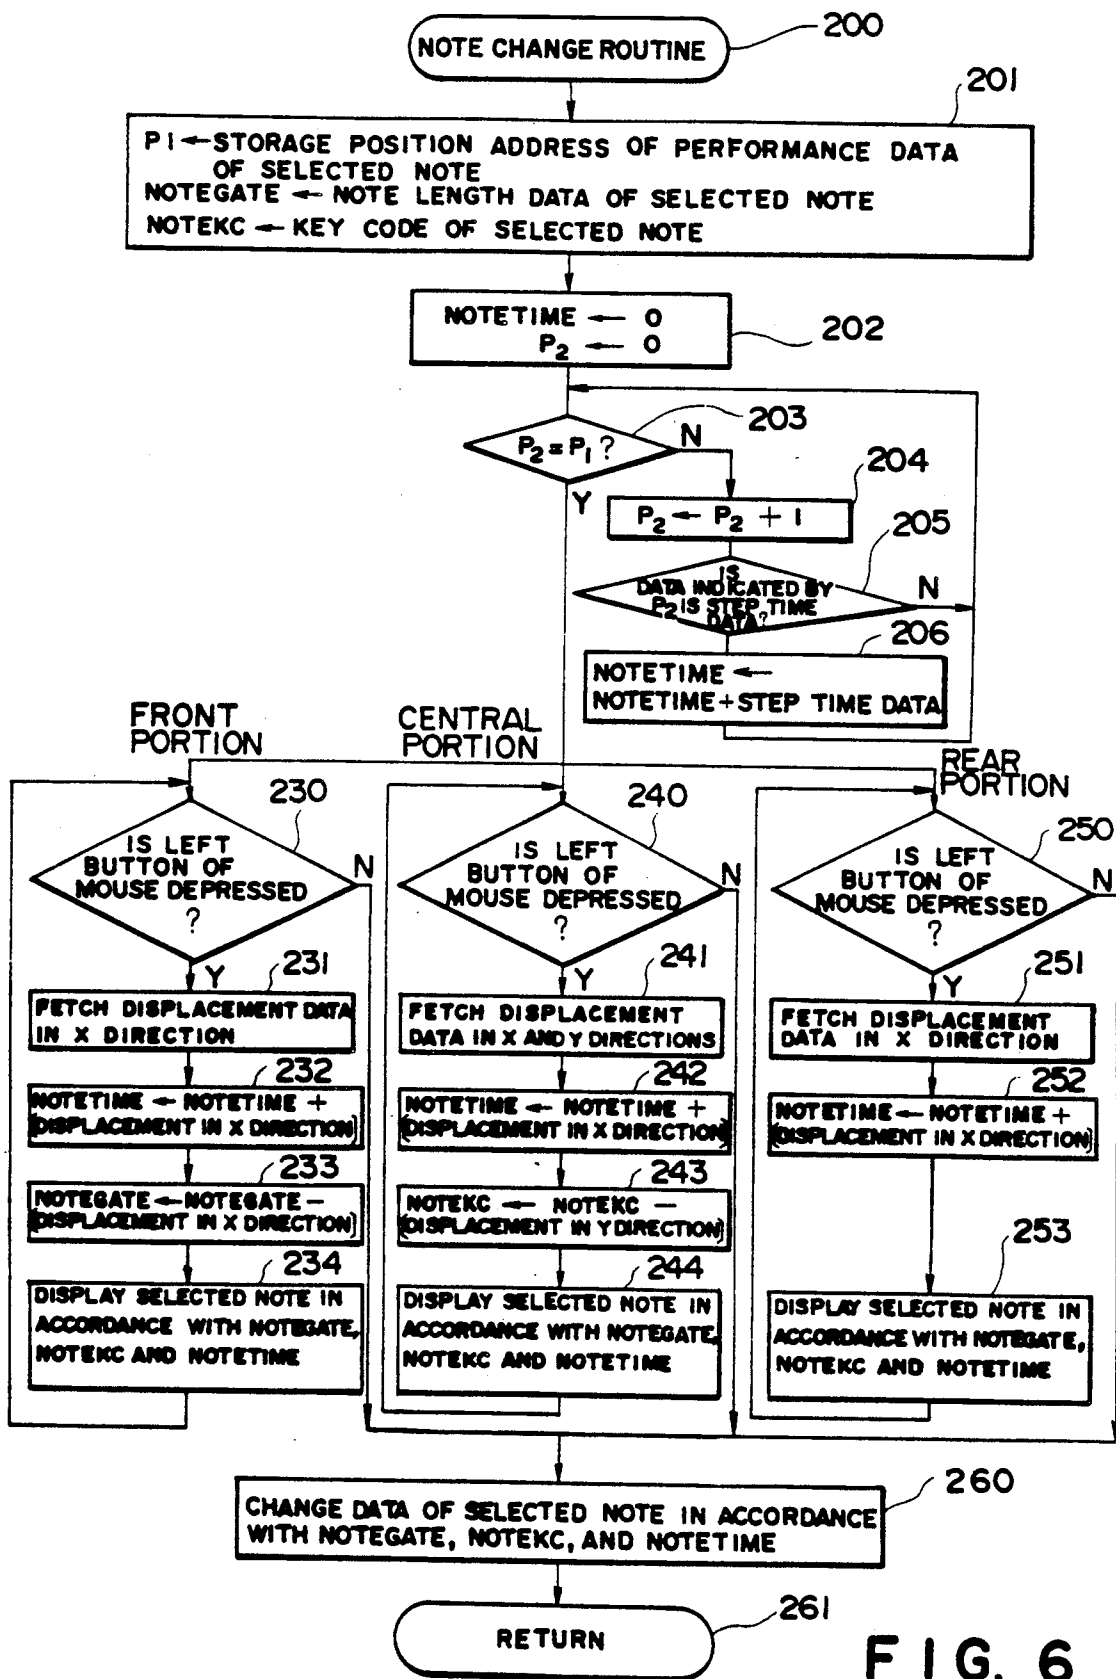 NOTE CHANGE ROUTINE
200
201
P1←STORAGE POSITION ADDRESS OF PERFORMANCE DATA
OF SELECTED NOTE
NOTEGATE ← NOTE LENGTH DATA OF SELECTED NOTE
NOTEKC ← KEY CODE OF SELECTED NOTE
NOTETIME ← 0
P2 ← 0
202
203
P2 = P1 ?
N
Y
204
P2 ← P2 + 1
205
IS
DATA INDICATED BY
P2 IS STEP TIME
DATA?
N
206
NOTETIME ←
NOTETIME + STEP TIME DATA
FRONT
PORTION
CENTRAL
PORTION
REAR
PORTION
230
IS LEFT
BUTTON OF
MOUSE DEPRESSED
?
N
Y
231
FETCH DISPLACEMENT DATA
IN X DIRECTION
232
NOTETIME ← NOTETIME +
(DISPLACEMENT IN X DIRECTION)
233
NOTEGATE ← NOTEGATE −
(DISPLACEMENT IN X DIRECTION)
234
DISPLAY SELECTED NOTE IN
ACCORDANCE WITH NOTEGATE,
NOTEKC AND NOTETIME
240
IS LEFT
BUTTON OF
MOUSE DEPRESSED
?
N
Y
241
FETCH DISPLACEMENT
DATA IN X AND Y DIRECTIONS
242
NOTETIME ← NOTETIME +
(DISPLACEMENT IN X DIRECTION)
243
NOTEKC ← NOTEKC −
(DISPLACEMENT IN Y DIRECTION)
244
DISPLAY SELECTED NOTE IN
ACCORDANCE WITH NOTEGATE,
NOTEKC AND NOTETIME
250
IS LEFT
BUTTON OF
MOUSE DEPRESSED
?
N
Y
251
FETCH DISPLACEMENT
DATA IN X DIRECTION
252
NOTETIME ← NOTETIME +
(DISPLACEMENT IN X DIRECTION)
253
DISPLAY SELECTED NOTE IN
ACCORDANCE WITH NOTEGATE,
NOTEKC AND NOTETIME
260
CHANGE DATA OF SELECTED NOTE IN ACCORDANCE
WITH NOTEGATE, NOTEKC, AND NOTETIME
261
RETURN
FIG. 6